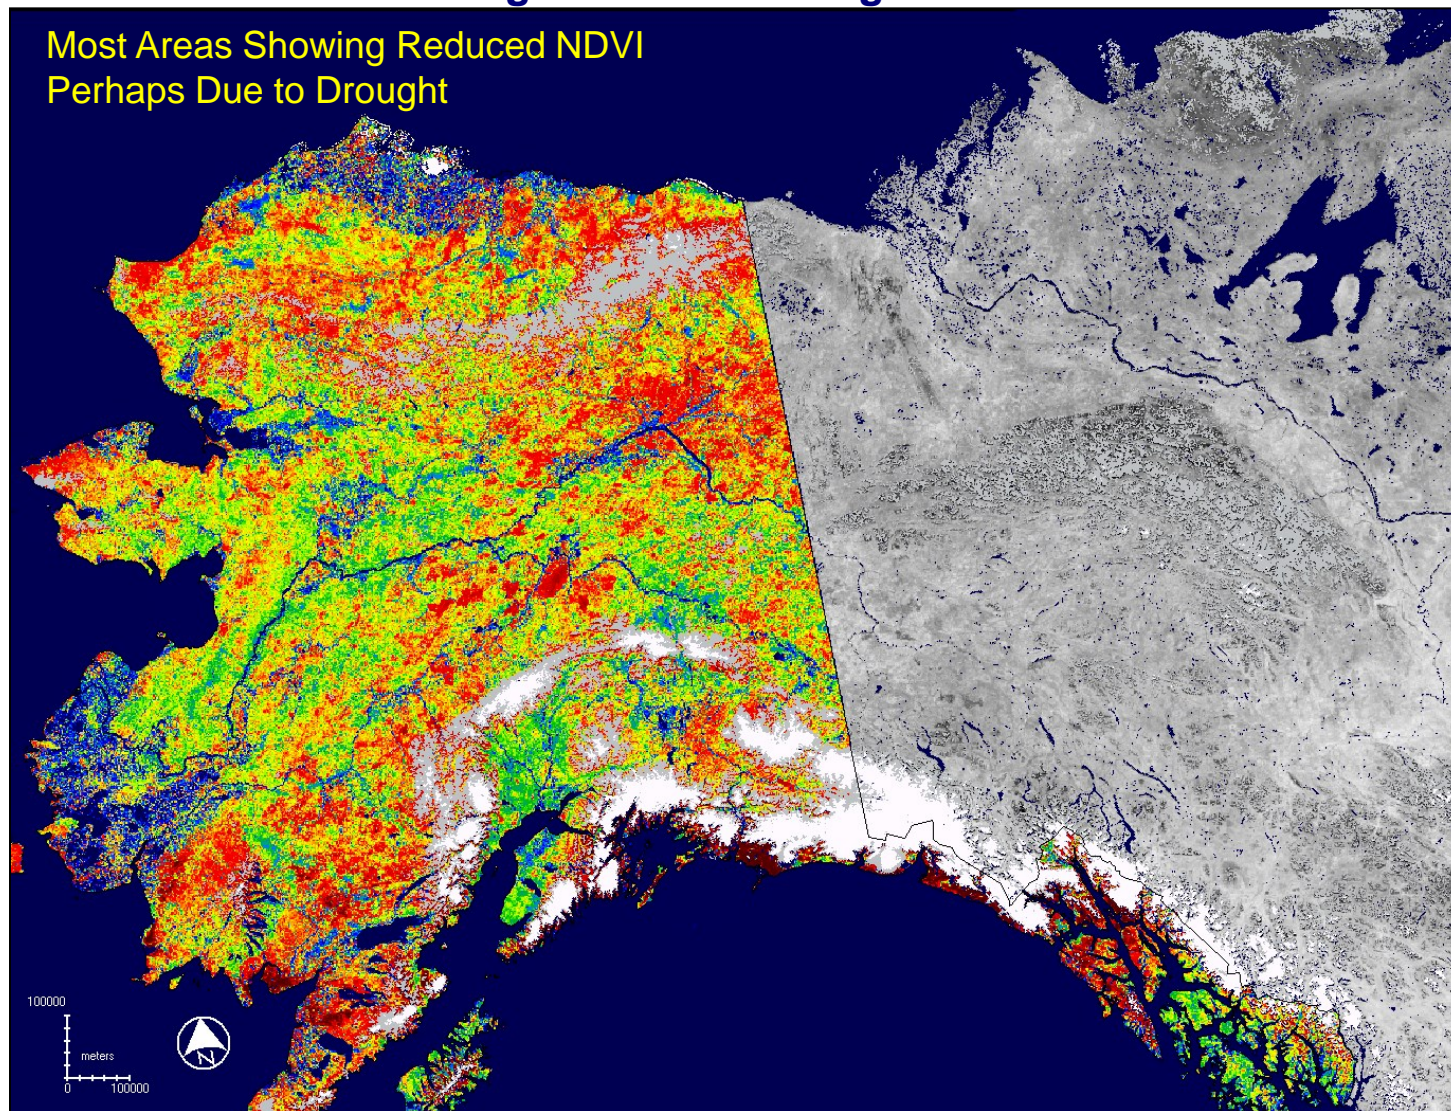 Most Areas Showing Reduced NDVI
Perhaps Due to Drought
100000
meters
0 100000
N